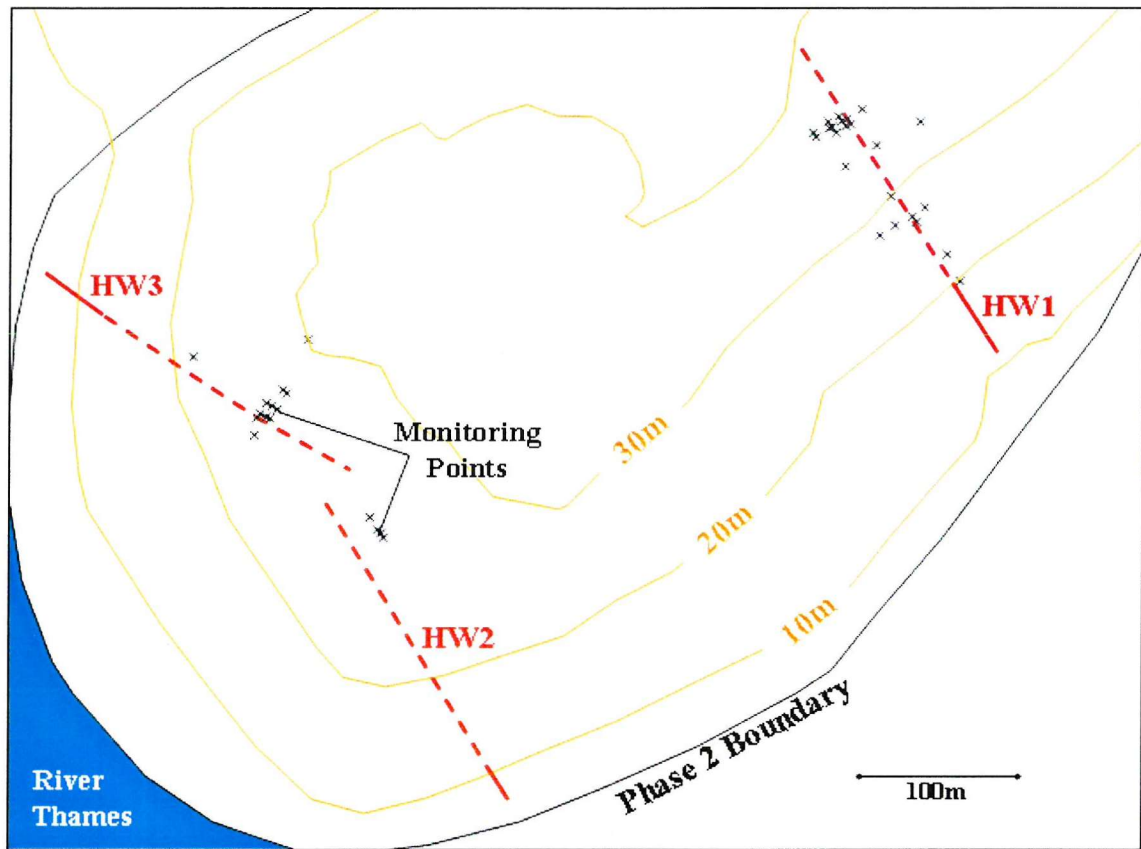 HW3
HW1
Monitoring
Points
30m
20m
HW2
10m
Phase 2 Boundary
100m
River
Thames